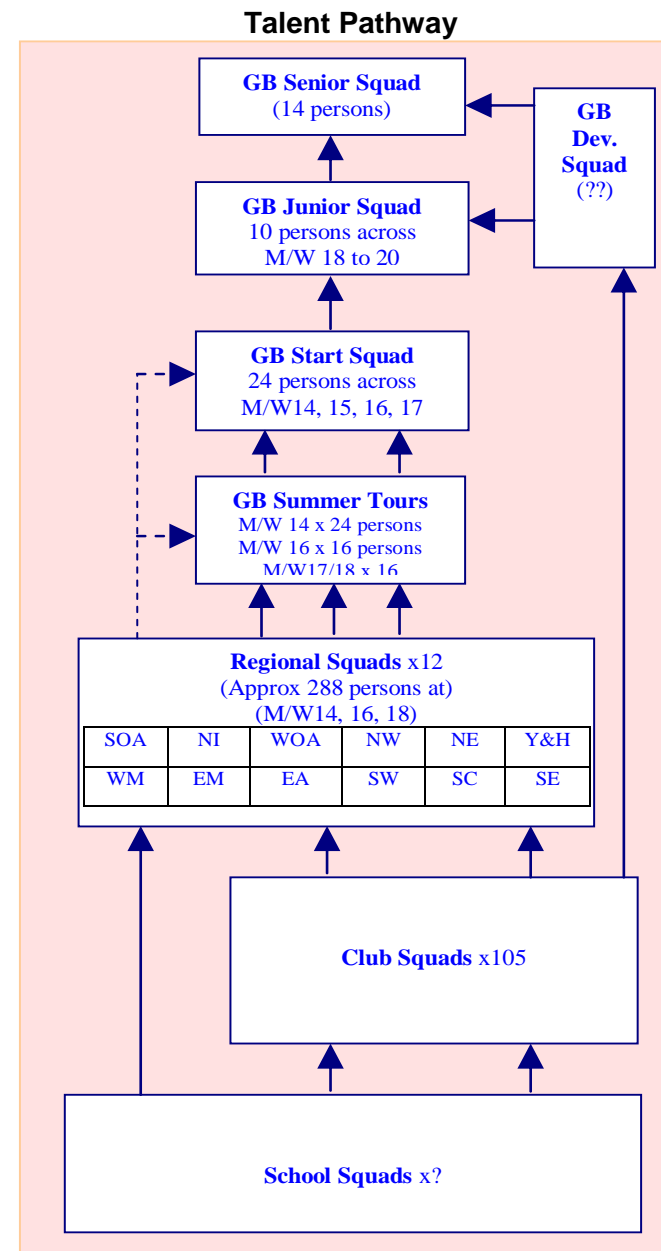 Talent Pathway
GB Senior Squad
(14 persons)
GB
Dev.
Squad
(??)
GB Junior Squad
10 persons across
M/W 18 to 20
GB Start Squad
24 persons across
M/W14, 15, 16, 17
GB Summer Tours
M/W 14 x 24 persons
M/W 16 x 16 persons
M/W17/18 x 16
Regional Squads x12
(Approx 288 persons at)
(M/W14, 16, 18)
SOA NI WOA NW NE Y&H
WM EM EA SW SC SE
Club Squads x105
School Squads x?